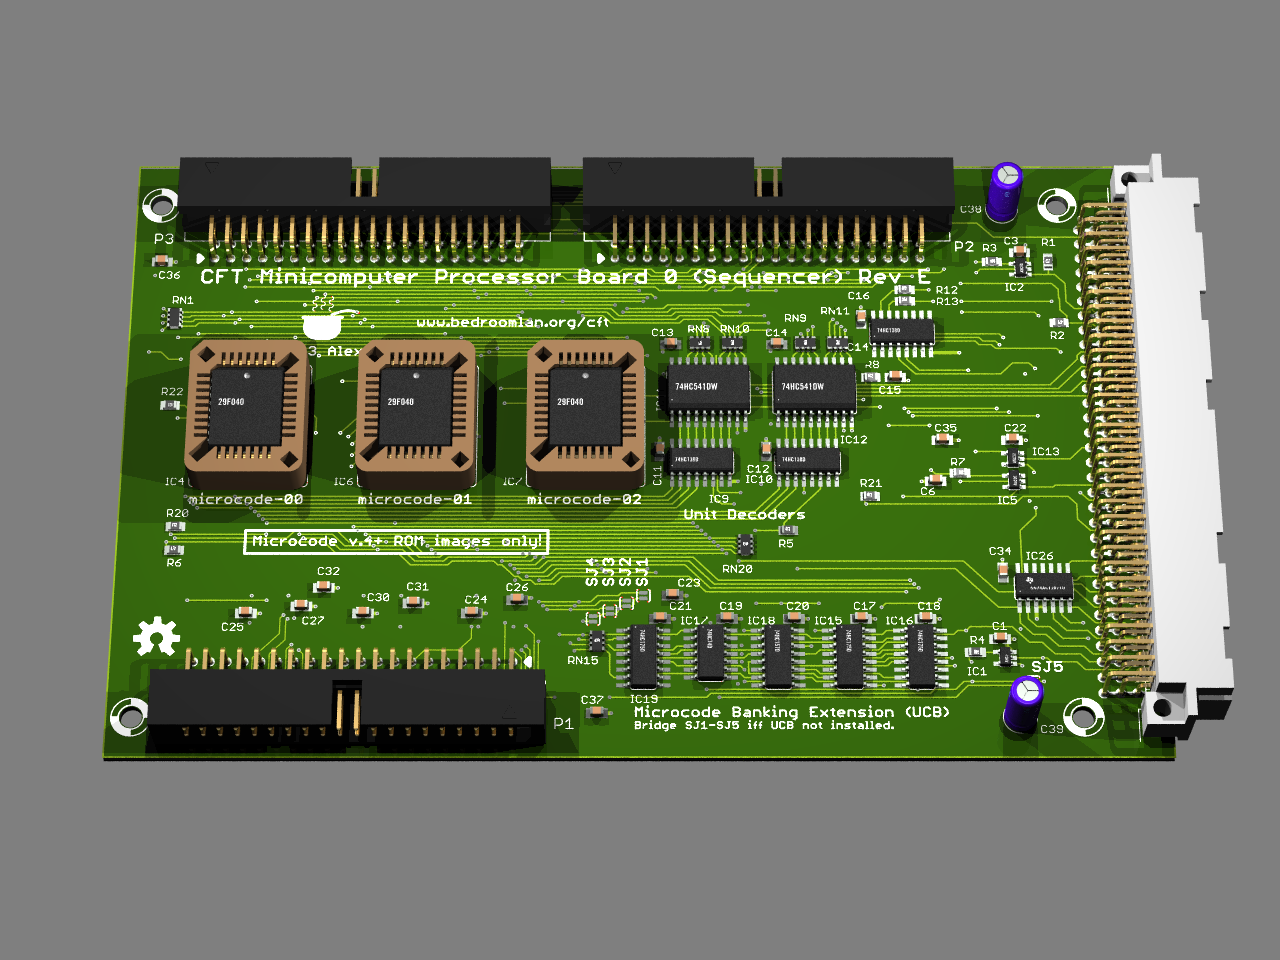 C38
P3
P2
C36
R3
C3
R1
IC2
CFT Minicomputer Processor Board 0 (Sequencer) Rev E
RN1
C16
R12
R13
www.bedroomlan.org/cft
C13
RN8
RN10
C14
RN9
RN11
R2
3. Alex
C14
R8
C15
R22
29F040
29F040
29F040
74HC541DW
74HC541DW
IC12
C35
C22
IC13
C11
C12
IC10
IC9
R7
C6
IC5
R21
IC4
IC6
microcode-00
microcode-01
microcode-02
Unit Decoders
R20
R6
Microcode v.4+ ROM images only!
RN20
R5
C34
IC26
SJ4
SJ3
SJ2
SJ1
C32
C31
C30
C24
C26
C25
C27
C23
C21
C19
C20
C17
C18
IC18
IC15
IC16
C1
R4
IC1
SJ5
RN15
IC19
C37
P1
Microcode Banking Extension (UCB)
Bridge SJ1-SJ5 iff UCB not installed.
C39